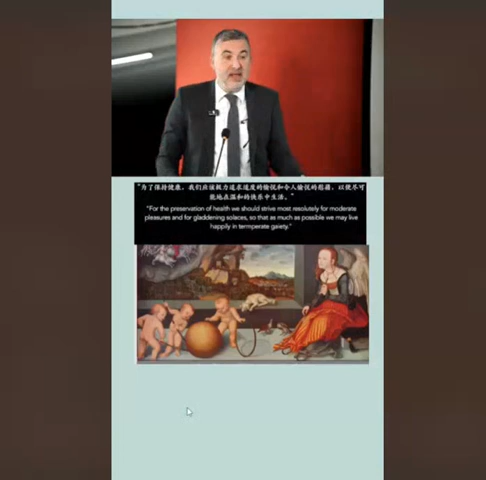 "为了保持健康，我们应该极力追求适度的愉悦和令人愉悦的慰藉，以便尽可
能地在温和的快乐中生活。"
"For the preservation of health we should strive most resolutely for moderate
pleasures and for gladdening solaces, so that as much as possible we may live
happily in termperate gaiety."